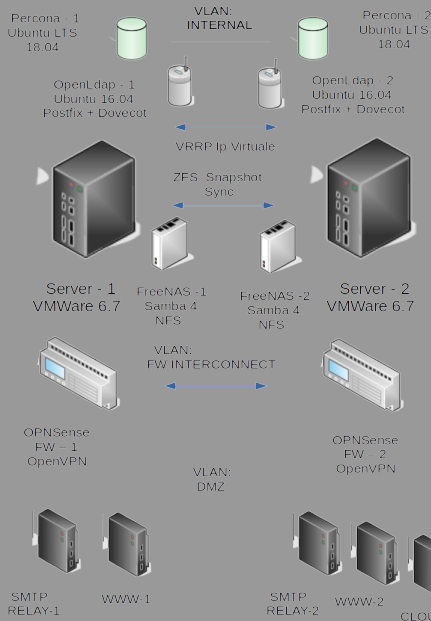 VLAN:
INTERNAL
Percona - 1
Ubuntu LTS
18.04
Percona - 2
Ubuntu LTS
18.04
OpenLdap - 1
Ubuntu 16.04
Postfix + Dovecot
OpenLdap - 2
Ubuntu 16.04
Postfix + Dovecot
VRRP Ip Virtuale
ZFS Snapshot
Sync
Server - 1
VMWare 6.7
FreeNAS -1
Samba 4
NFS
FreeNAS -2
Samba 4
NFS
Server - 2
VMWare 6.7
VLAN:
FW INTERCONNECT
OPNSense
FW - 1
OpenVPN
OPNSense
FW - 2
OpenVPN
VLAN:
DMZ
SMTP
RELAY-1
WWW-1
SMTP
RELAY-2
WWW-2